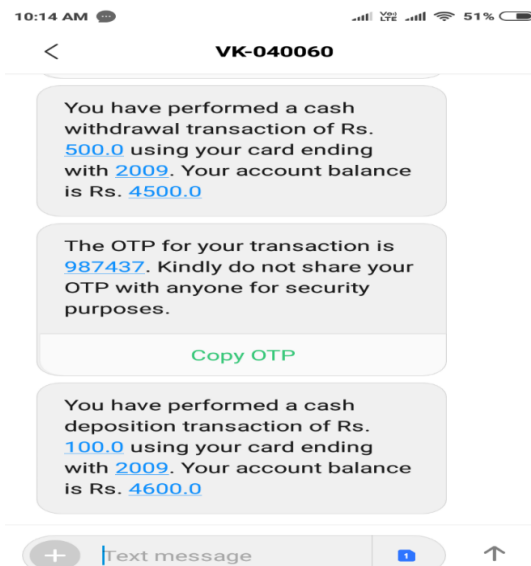 10:14 AM
VoLTE 51%
VK-040060
You have performed a cash
withdrawal transaction of Rs.
500.0 using your card ending
with 2009. Your account balance
is Rs. 4500.0
The OTP for your transaction is
987437. Kindly do not share your
OTP with anyone for security
purposes.
Copy OTP
You have performed a cash
deposition transaction of Rs.
100.0 using your card ending
with 2009. Your account balance
is Rs. 4600.0
Text message
1